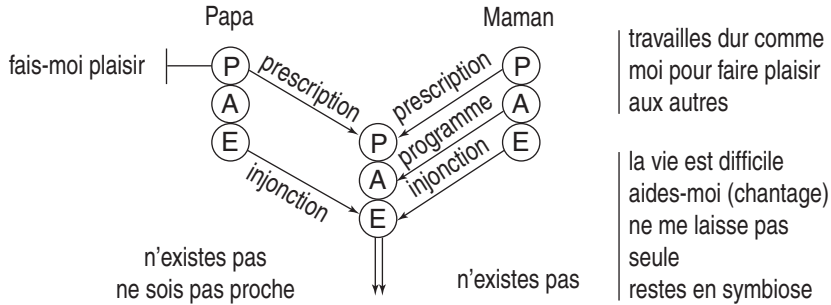 Papa
Maman
fais-moi plaisir
P
A
E
prescription
injonction
P
A
E
prescription
programme
injonction
P
A
E
travailles dur comme
moi pour faire plaisir
aux autres
la vie est difficile
aides-moi (chantage)
ne me laisse pas
seule
restes en symbiose
n'existes pas
ne sois pas proche
n'existes pas